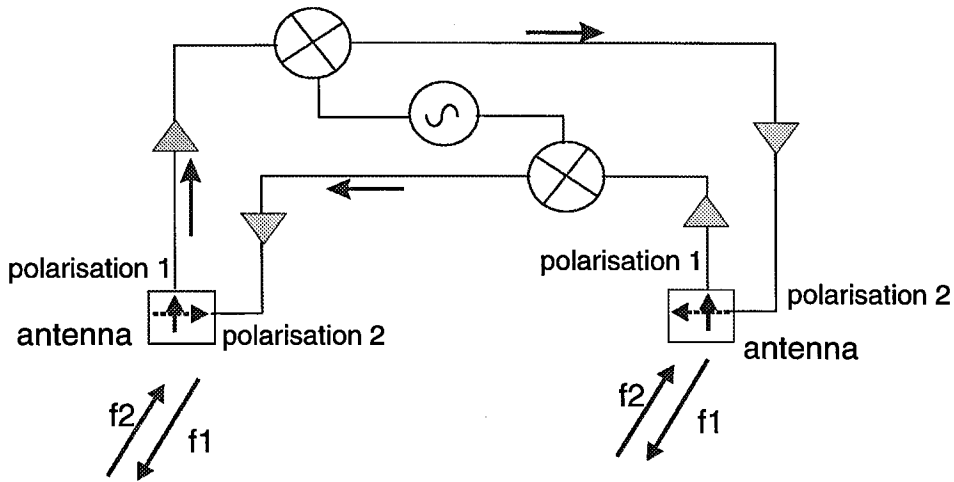 polarisation 1
polarisation 1
polarisation 2
antenna
polarisation 2
antenna
f2
f1
f2
f1